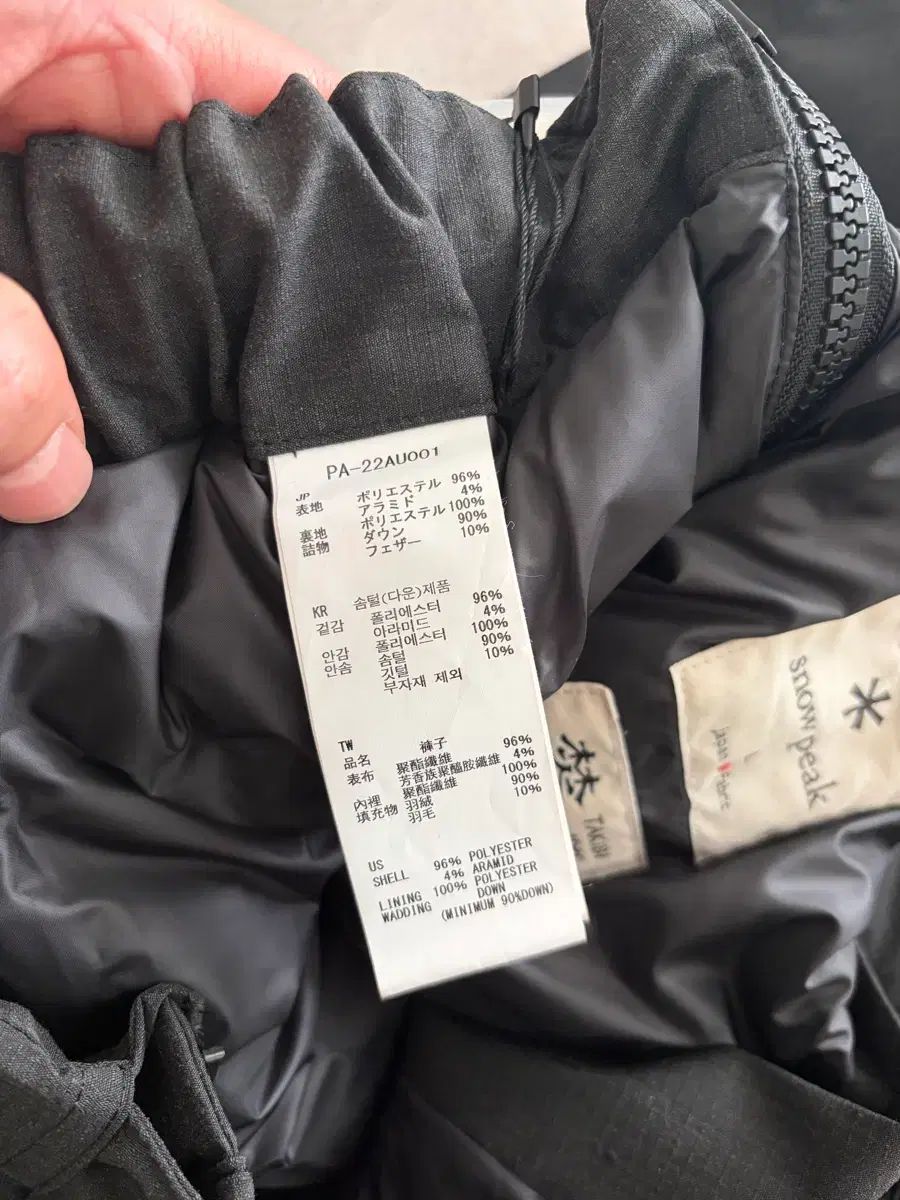 PA-22AU001
JP
表地 ポリエステル 96%
アラミド 4%
裏地 ポリエステル 100%
詰物 ダウン 90%
フェザー 10%
KR 솜털(다운)제품
겉감 폴리에스터 96%
아라미드 4%
안감 폴리에스터 100%
안솜 솜털 90%
깃털 10%
부자재 제외
TW
品名 褲子
表布 聚酯纖維 96%
芳香族聚醯胺纖維 4%
內裡 聚酯纖維 100%
填充物 羽絨 90%
羽毛 10%
US
SHELL 96% POLYESTER
4% ARAMID
LINING 100% POLYESTER
WADDING DOWN
(MINIMUM 90%DOWN)
TAKIBI
snow peak
L
japan